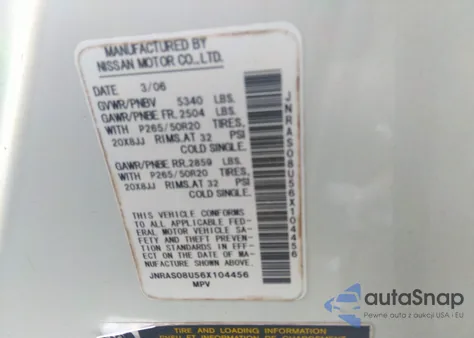 MANUFACTURED BY
NISSAN MOTOR CO.,LTD.
DATE 3/06
GVWR/PNBV 5340 LBS.
GAWR/PNBE FR. 2504 LBS.
WITH P265/50R20 TIRES,
20X8JJ RIMS,AT 32 PSI
COLD SINGLE.
GAWR/PNBE RR. 2859 LBS.
WITH P265/50R20 TIRES,
20X8JJ RIMS,AT 32 PSI
COLD SINGLE.
THIS VEHICLE CONFORMS
TO ALL APPLICABLE FED-
ERAL MOTOR VEHICLE SA-
FETY AND THEFT PREVEN-
TION STANDARDS IN EFF-
ECT ON THE DATE OF MA-
NUFACTURE SHOWN ABOVE.
JNRAS08U56X104456
MPV
JNRAS08U56X104456
autoSnap
AUCTION CARS FROM USA i EU
TIRE AND LOADING INFORMATION